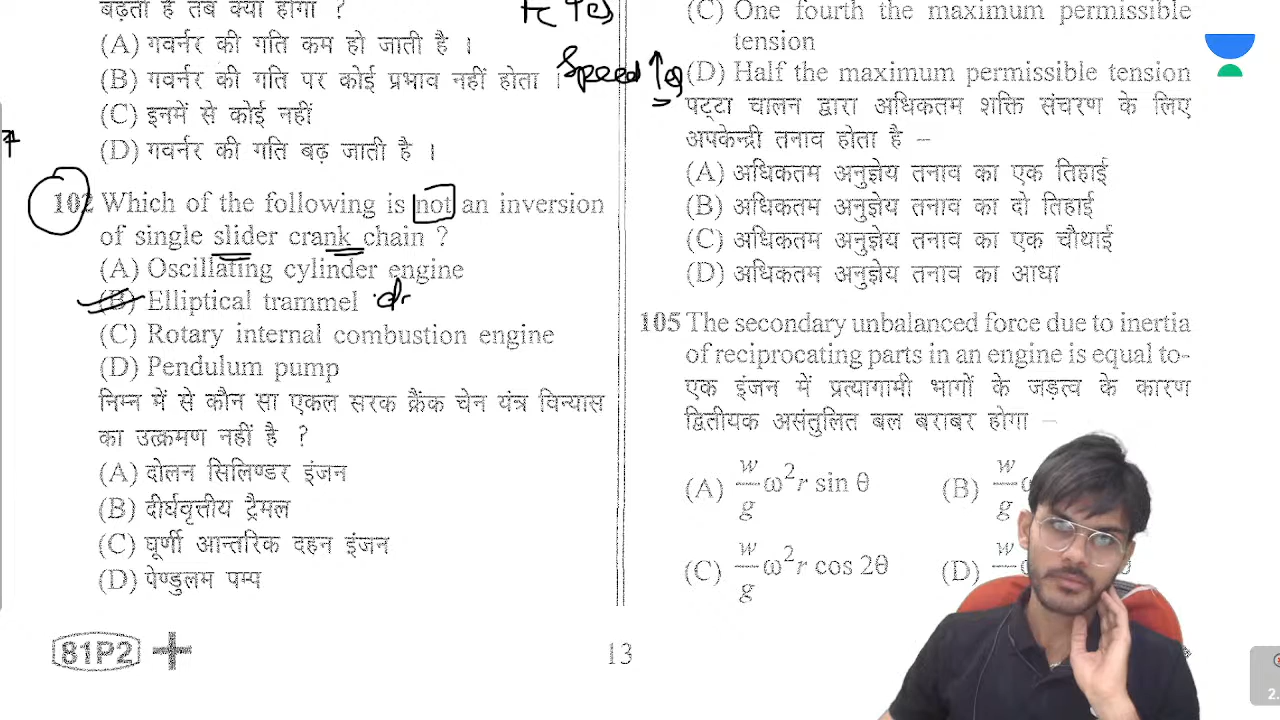 बढ़ता है तब क्या होगा ?
(A) गवर्नर की गति कम हो जाती है ।
(B) गवर्नर की गति पर कोई प्रभाव नहीं होता ।
(C) इनमें से कोई नहीं
(D) गवर्नर की गति बढ़ जाती है ।
Speed ↑es
102 Which of the following is not an inversion
of single slider crank chain ?
(A) Oscillating cylinder engine
(B) Elliptical trammel
(C) Rotary internal combustion engine
(D) Pendulum pump
निम्न में से कौन सा एकल सरक क्रैंक चेन यंत्र विन्यास
का उत्क्रमण नहीं है ?
(A) दोलन सिलिण्डर इंजन
(B) दीर्घवृत्तीय ट्रैमल
(C) घूर्णी आन्तरिक दहन इंजन
(D) पेण्डुलम पम्प
(C) One fourth the maximum permissible
tension
(D) Half the maximum permissible tension
पट्टा चालन द्वारा अधिकतम शक्ति संचरण के लिए
अपकेन्द्री तनाव होता है –
(A) अधिकतम अनुज्ञेय तनाव का एक तिहाई
(B) अधिकतम अनुज्ञेय तनाव का दो तिहाई
(C) अधिकतम अनुज्ञेय तनाव का एक चौथाई
(D) अधिकतम अनुज्ञेय तनाव का आधा
105 The secondary unbalanced force due to inertia
of reciprocating parts in an engine is equal to-
एक इंजन में प्रत्यागामी भागों के जड़त्व के कारण
द्वितीयक असंतुलित बल बराबर होगा –
(A) w/g ω²r sin θ
(B) w/g
(C) w/g ω²r cos 2θ
(D)
81P2
13